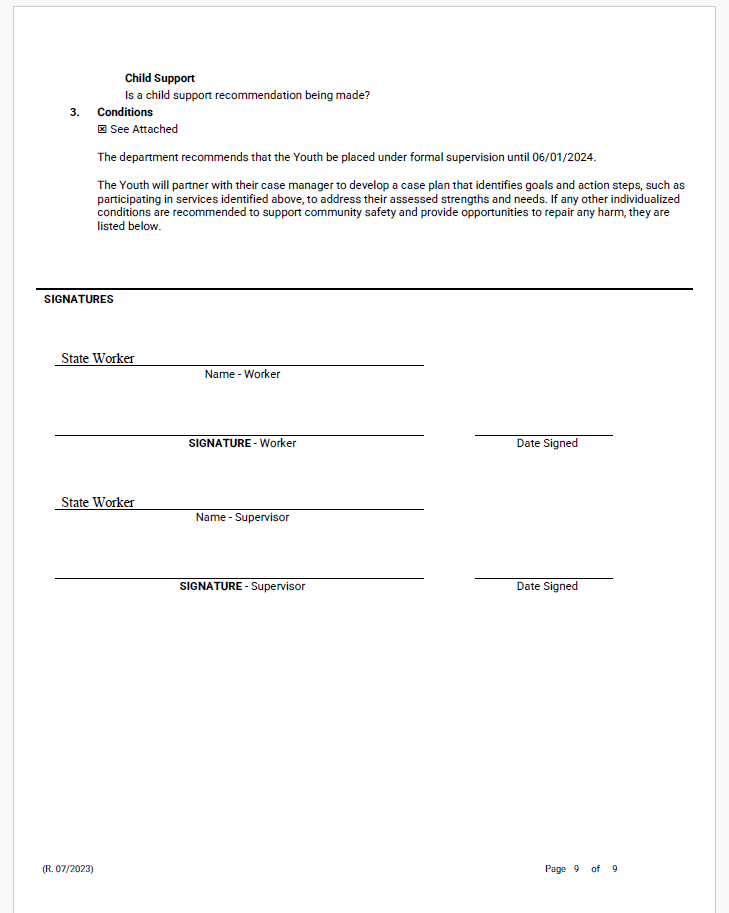 Child Support
Is a child support recommendation being made?
3. Conditions
☒ See Attached
The department recommends that the Youth be placed under formal supervision until 06/01/2024.
The Youth will partner with their case manager to develop a case plan that identifies goals and action steps, such as
participating in services identified above, to address their assessed strengths and needs. If any other individualized
conditions are recommended to support community safety and provide opportunities to repair any harm, they are
listed below.
SIGNATURES
State Worker
Name - Worker
SIGNATURE - Worker Date Signed
State Worker
Name - Supervisor
SIGNATURE - Supervisor Date Signed
(R. 07/2023) Page 9 of 9